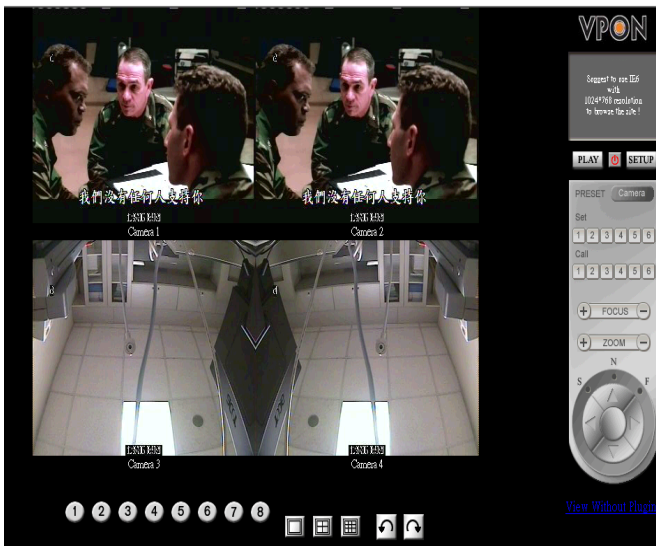 VPON
Suggest to use IE6
with
1024*768 resolution
to browse the site !
PLAY
SETUP
我們沒有任何人支持你
我們沒有任何人支持你
Camera 1
Camera 2
PRESET
Camera
Set
1 2 3 4 5 6
Call
1 2 3 4 5 6
+ FOCUS −
+ ZOOM −
N
S
F
Camera 3
Camera 4
1 2 3 4 5 6 7 8
View Without Plugin